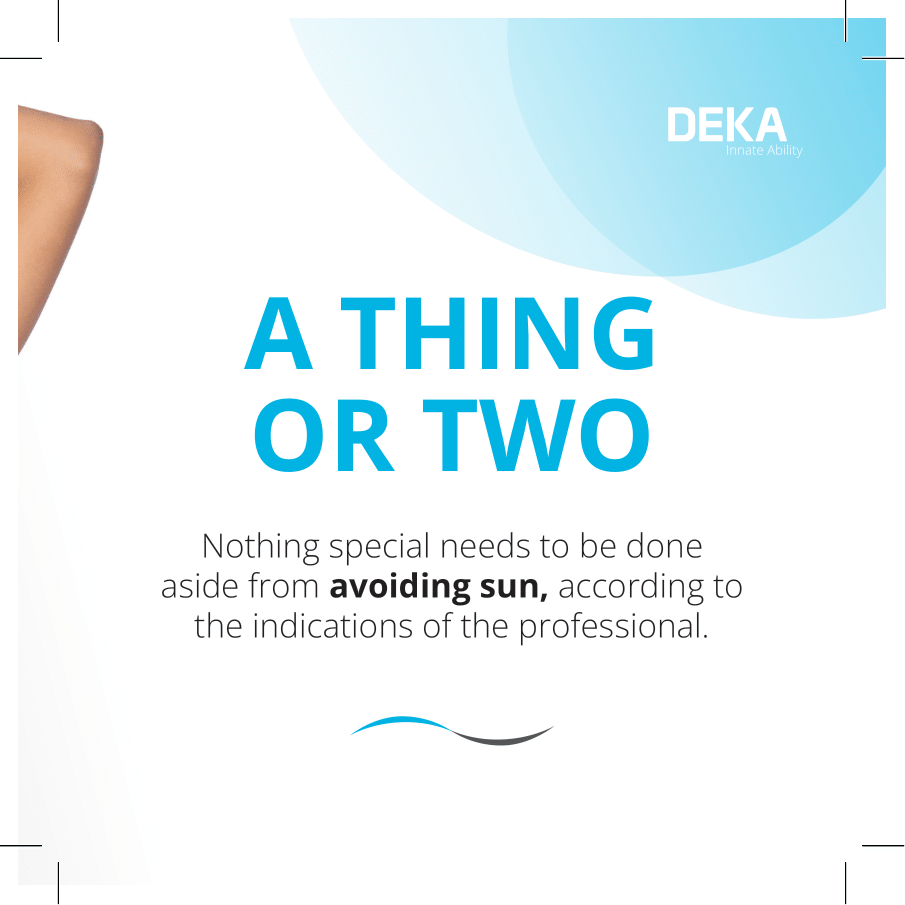 DEKA
Innate Ability
A THING
OR TWO
Nothing special needs to be done
aside from avoiding sun, according to
the indications of the professional.